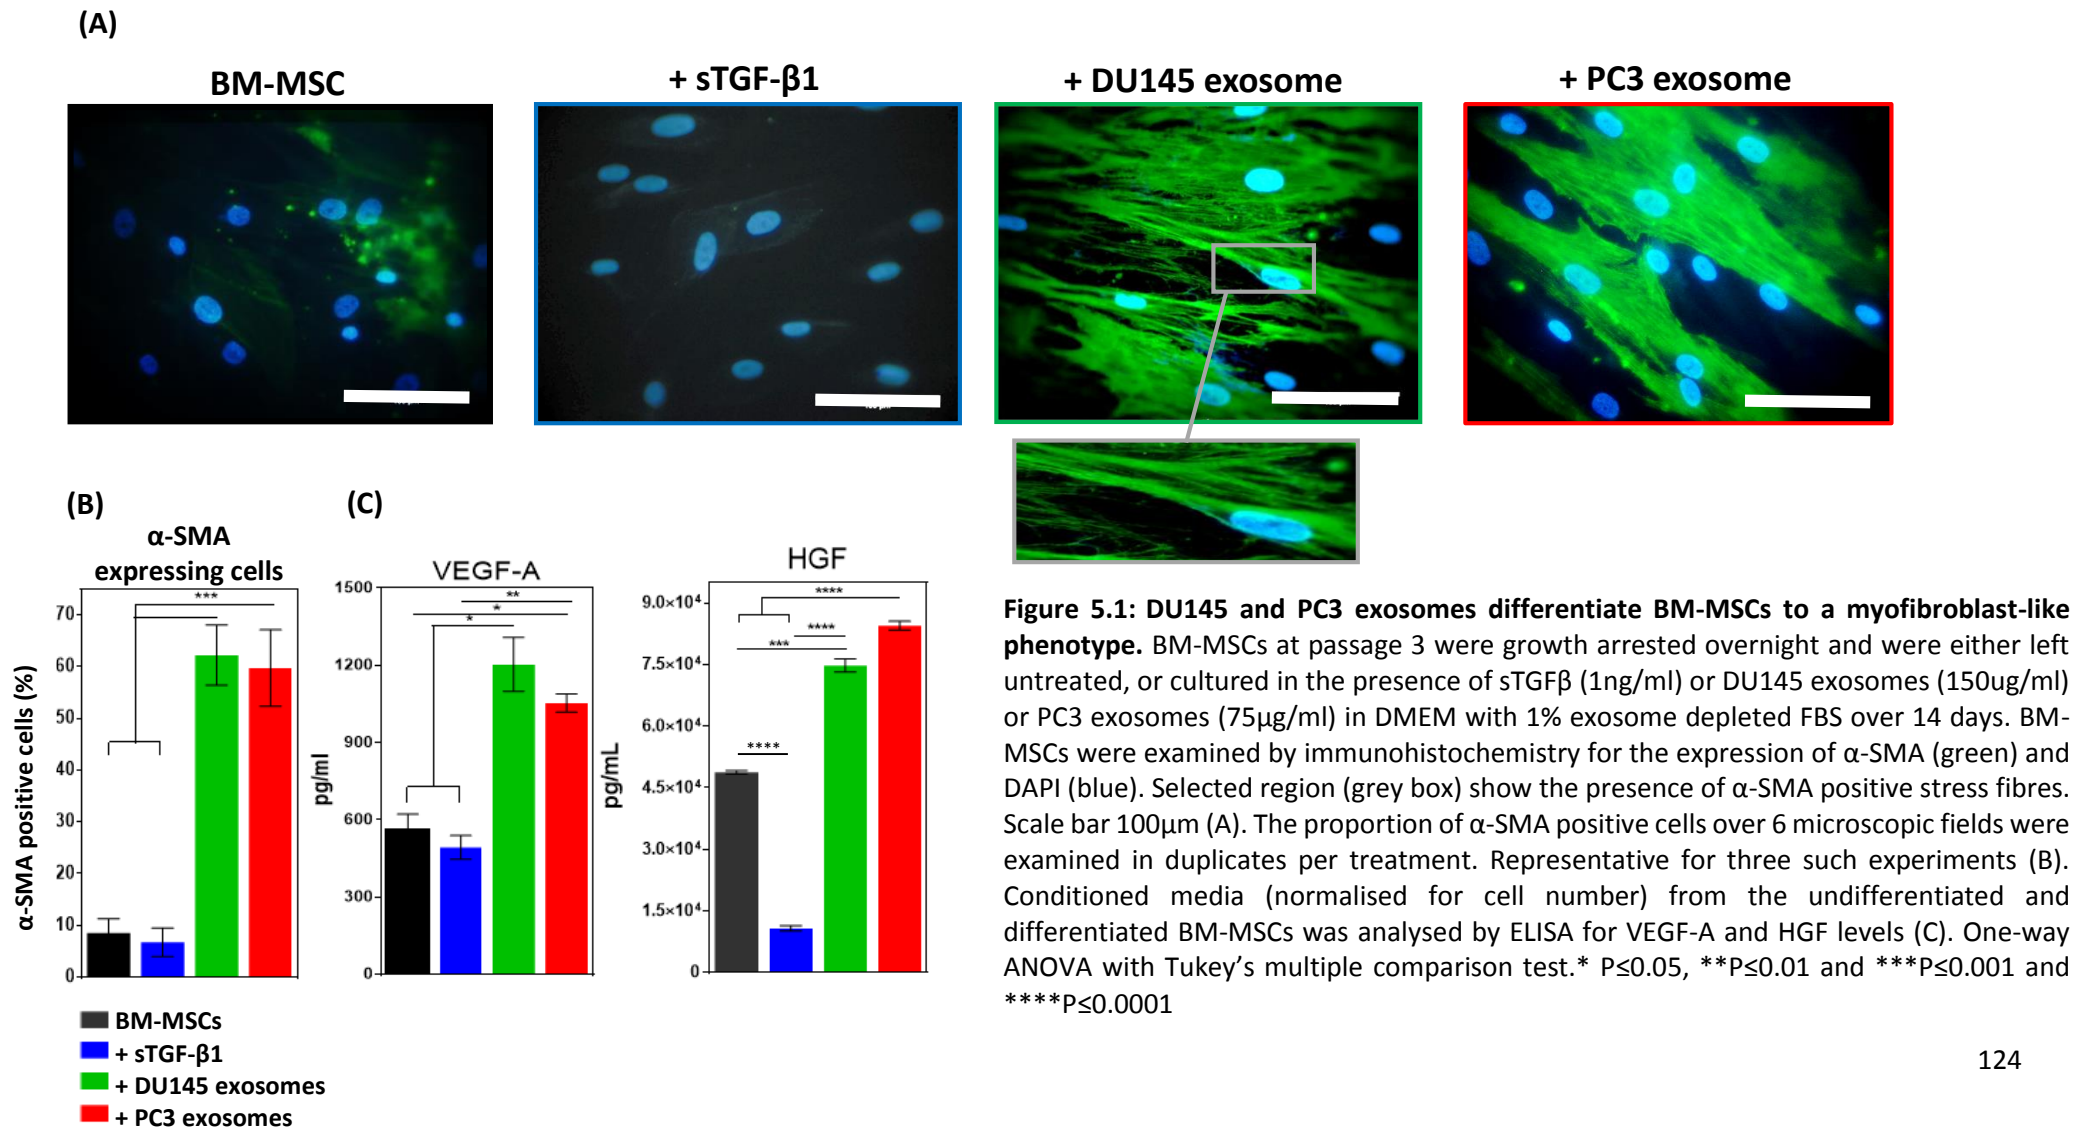 (A)
BM-MSC
+ sTGF-β1
+ DU145 exosome
+ PC3 exosome
(B)
α-SMA
expressing cells
α-SMA positive cells (%)
70
60
50
40
30
20
10
0
***
(C)
VEGF-A
pg/ml
1500
1200
900
600
300
0
**
*
*
HGF
pg/mL
9.0×10⁴
7.5×10⁴
6.0×10⁴
4.5×10⁴
3.0×10⁴
1.5×10⁴
0
****
****
***
****
BM-MSCs
+ sTGF-β1
+ DU145 exosomes
+ PC3 exosomes
Figure 5.1: DU145 and PC3 exosomes differentiate BM-MSCs to a myofibroblast-like
phenotype. BM-MSCs at passage 3 were growth arrested overnight and were either left
untreated, or cultured in the presence of sTGFβ (1ng/ml) or DU145 exosomes (150ug/ml)
or PC3 exosomes (75µg/ml) in DMEM with 1% exosome depleted FBS over 14 days. BM-
MSCs were examined by immunohistochemistry for the expression of α-SMA (green) and
DAPI (blue). Selected region (grey box) show the presence of α-SMA positive stress fibres.
Scale bar 100µm (A). The proportion of α-SMA positive cells over 6 microscopic fields were
examined in duplicates per treatment. Representative for three such experiments (B).
Conditioned media (normalised for cell number) from the undifferentiated and
differentiated BM-MSCs was analysed by ELISA for VEGF-A and HGF levels (C). One-way
ANOVA with Tukey’s multiple comparison test.* P≤0.05, **P≤0.01 and ***P≤0.001 and
****P≤0.0001
124